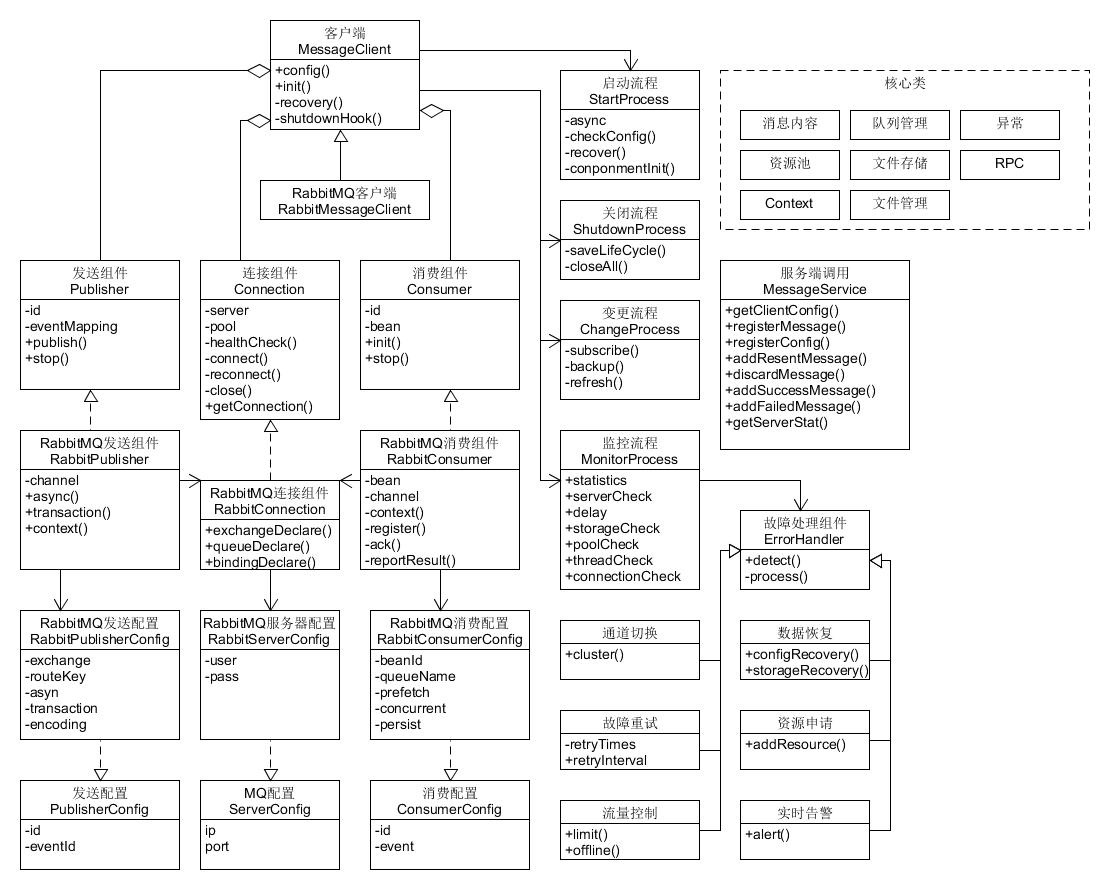 客户端
MessageClient
+config()
+init()
-recovery()
-shutdownHook()
RabbitMQ客户端
RabbitMessageClient
启动流程
StartProcess
-async
-checkConfig()
-recover()
-conponmentInit()
核心类
消息内容
队列管理
异常
资源池
文件存储
RPC
Context
文件管理
关闭流程
ShutdownProcess
-saveLifeCycle()
-closeAll()
发送组件
Publisher
-id
-eventMapping
+publish()
+stop()
连接组件
Connection
-server
-pool
-healthCheck()
-connect()
-reconnect()
-close()
+getConnection()
消费组件
Consumer
-id
-bean
+init()
+stop()
变更流程
ChangeProcess
-subscribe()
-backup()
-refresh()
服务端调用
MessageService
+getClientConfig()
+registerMessage()
+registerConfig()
+addResentMessage()
+discardMessage()
+addSuccessMessage()
+addFailedMessage()
+getServerStat()
RabbitMQ发送组件
RabbitPublisher
-channel
+async()
+transaction()
+context()
RabbitMQ连接组件
RabbitConnection
+exchangeDeclare()
+queueDeclare()
+bindingDeclare()
RabbitMQ消费组件
RabbitConsumer
-bean
-channel
-context()
-register()
-ack()
-reportResult()
监控流程
MonitorProcess
+statistics
+serverCheck
+delay
+storageCheck
+poolCheck
+threadCheck
+connectionCheck
故障处理组件
ErrorHandler
+detect()
-process()
RabbitMQ发送配置
RabbitPublisherConfig
-exchange
-routeKey
-asyn
-transaction
-encoding
RabbitMQ服务器配置
RabbitServerConfig
-user
-pass
RabbitMQ消费配置
RabbitConsumerConfig
-beanId
-queueName
-prefetch
-concurrent
-persist
通道切换
+cluster()
数据恢复
+configRecovery()
+storageRecovery()
故障重试
-retryTimes
+retryInterval
资源申请
+addResource()
发送配置
PublisherConfig
-id
-eventId
MQ配置
ServerConfig
ip
port
消费配置
ConsumerConfig
-id
-event
流量控制
+limit()
+offline()
实时告警
+alert()